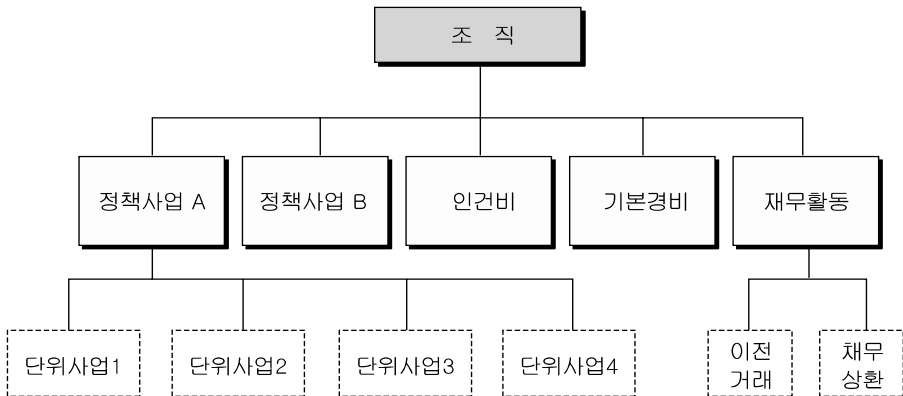 조 직
정책사업 A
정책사업 B
인건비
기본경비
재무활동
단위사업1
단위사업2
단위사업3
단위사업4
이전
거래
채무
상환